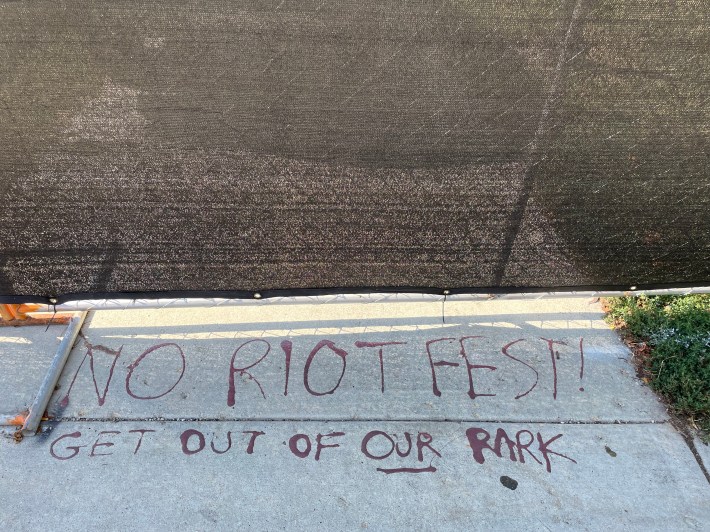 NO RIOT FEST!
GET OUT OF OUR PARK